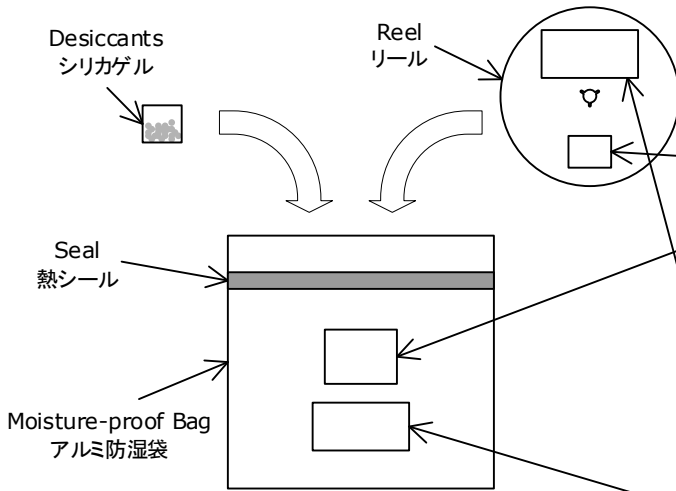 Desiccants
シリカゲル
Reel
リール
Seal
熱シール
Moisture-proof Bag
アルミ防湿袋